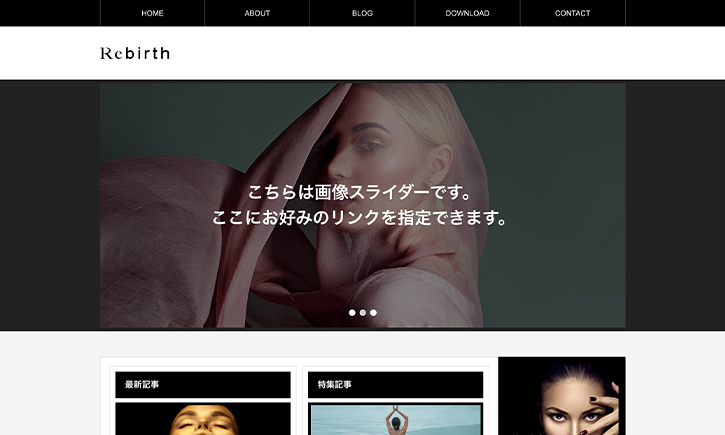 HOME ABOUT BLOG DOWNLOAD CONTACT
Rebirth
こちらは画像スライダーです。
ここにお好みのリンクを指定できます。
最新記事 特集記事